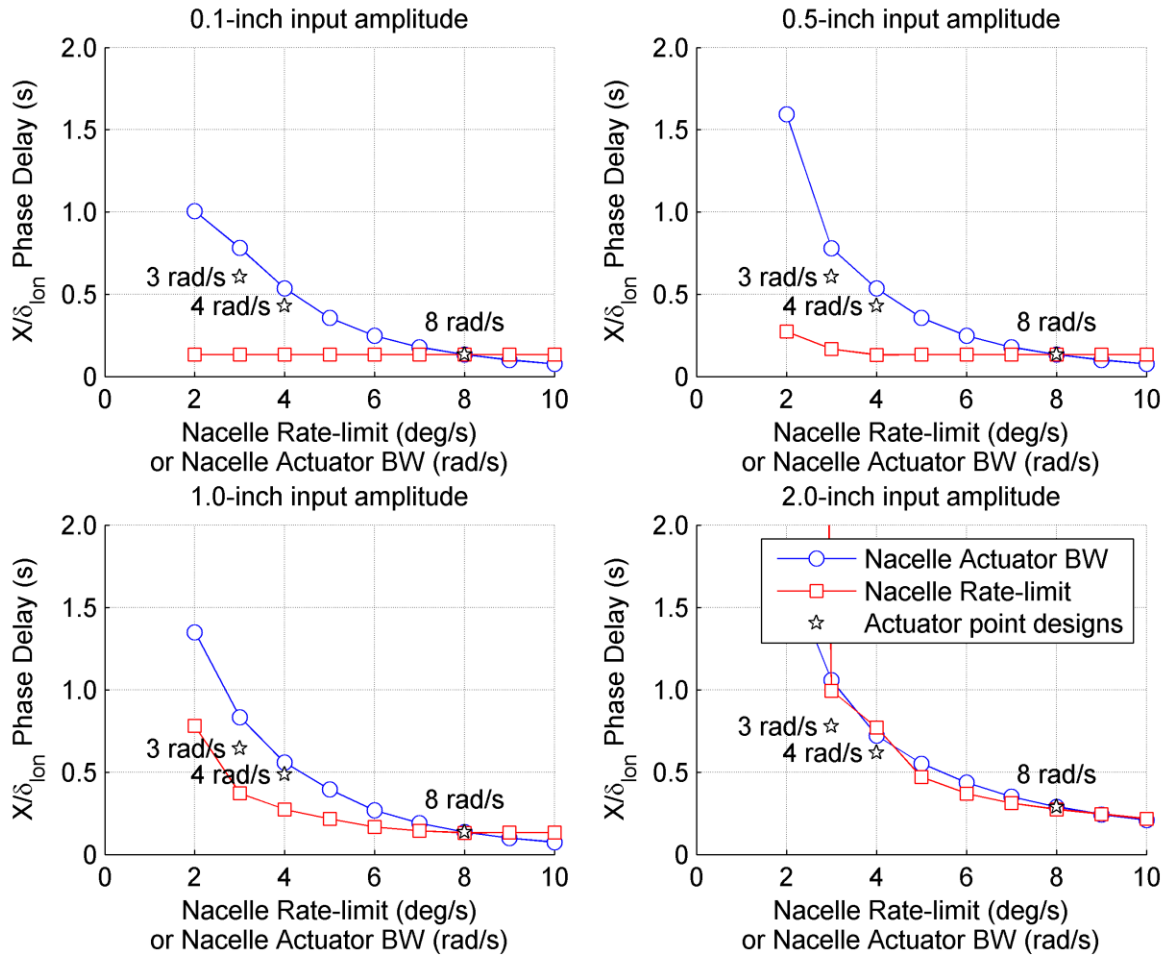 0.1-inch input amplitude
X/δlon Phase Delay (s)
2.0
1.5
1.0
0.5
0
3 rad/s
4 rad/s
8 rad/s
0 2 4 6 8 10
Nacelle Rate-limit (deg/s)
or Nacelle Actuator BW (rad/s)
0.5-inch input amplitude
X/δlon Phase Delay (s)
2.0
1.5
1.0
0.5
0
3 rad/s
4 rad/s
8 rad/s
0 2 4 6 8 10
Nacelle Rate-limit (deg/s)
or Nacelle Actuator BW (rad/s)
1.0-inch input amplitude
X/δlon Phase Delay (s)
2.0
1.5
1.0
0.5
0
3 rad/s
4 rad/s
8 rad/s
0 2 4 6 8 10
Nacelle Rate-limit (deg/s)
or Nacelle Actuator BW (rad/s)
2.0-inch input amplitude
X/δlon Phase Delay (s)
2.0
1.5
1.0
0.5
0
Nacelle Actuator BW
Nacelle Rate-limit
Actuator point designs
3 rad/s
4 rad/s
8 rad/s
0 2 4 6 8 10
Nacelle Rate-limit (deg/s)
or Nacelle Actuator BW (rad/s)